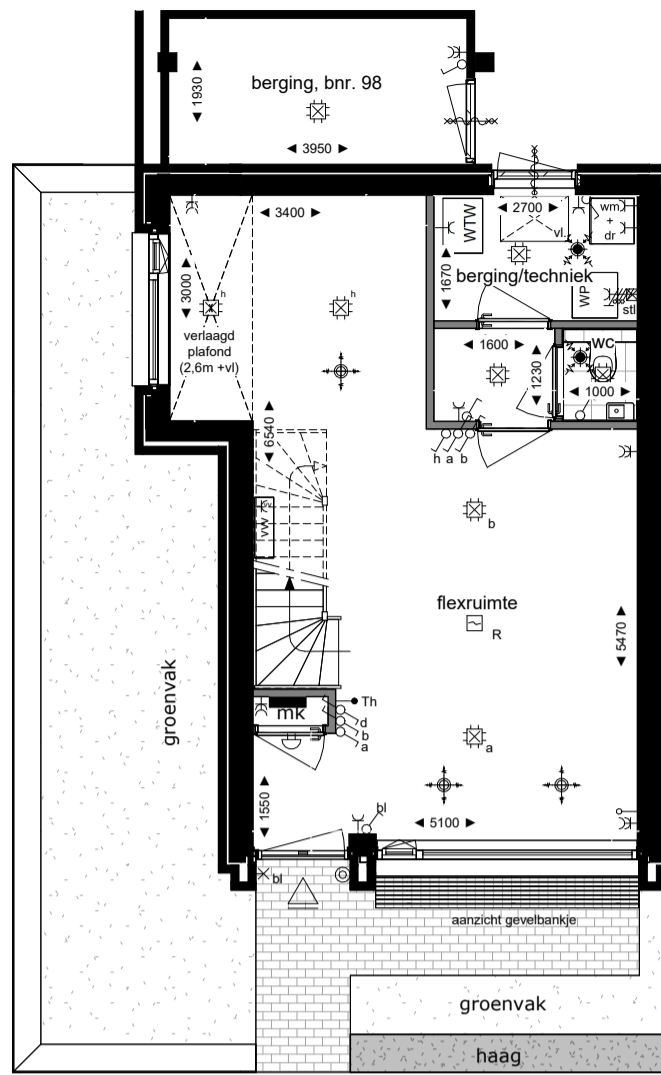 berging, bnr. 98
1930
3950
3400
2700
WTW
wm
+
dr
vl.
1670
berging/techniek
WP
stl
3000
h
h
verlaagd
plafond
(2,6m +vl)
1600
1230
WC
1000
6540
h a b
VW
b
flexruimte
R
5470
groenvak
Th
mk
d
b
a
a
1550
bl
5100
bl
aanzicht gevelbankje
groenvak
haag